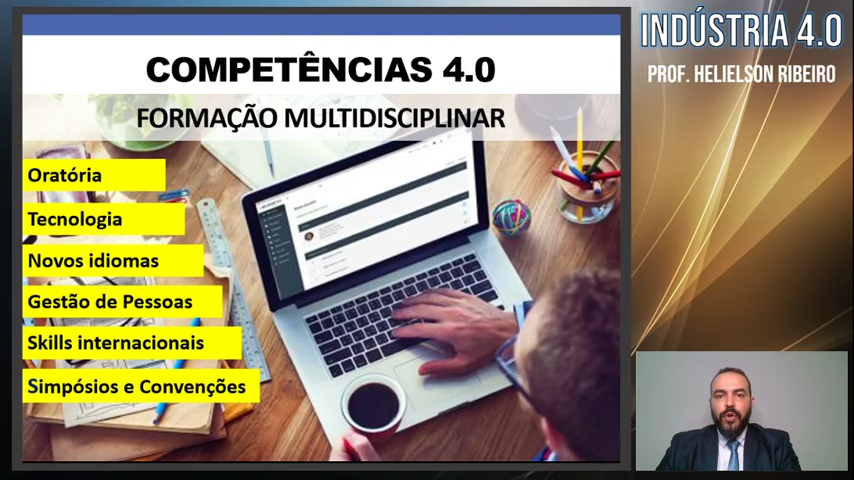 COMPETÊNCIAS 4.0
FORMAÇÃO MULTIDISCIPLINAR
Oratória
Tecnologia
Novos idiomas
Gestão de Pessoas
Skills internacionais
Simpósios e Convenções
INDÚSTRIA 4.0
PROF. HELIELSON RIBEIRO